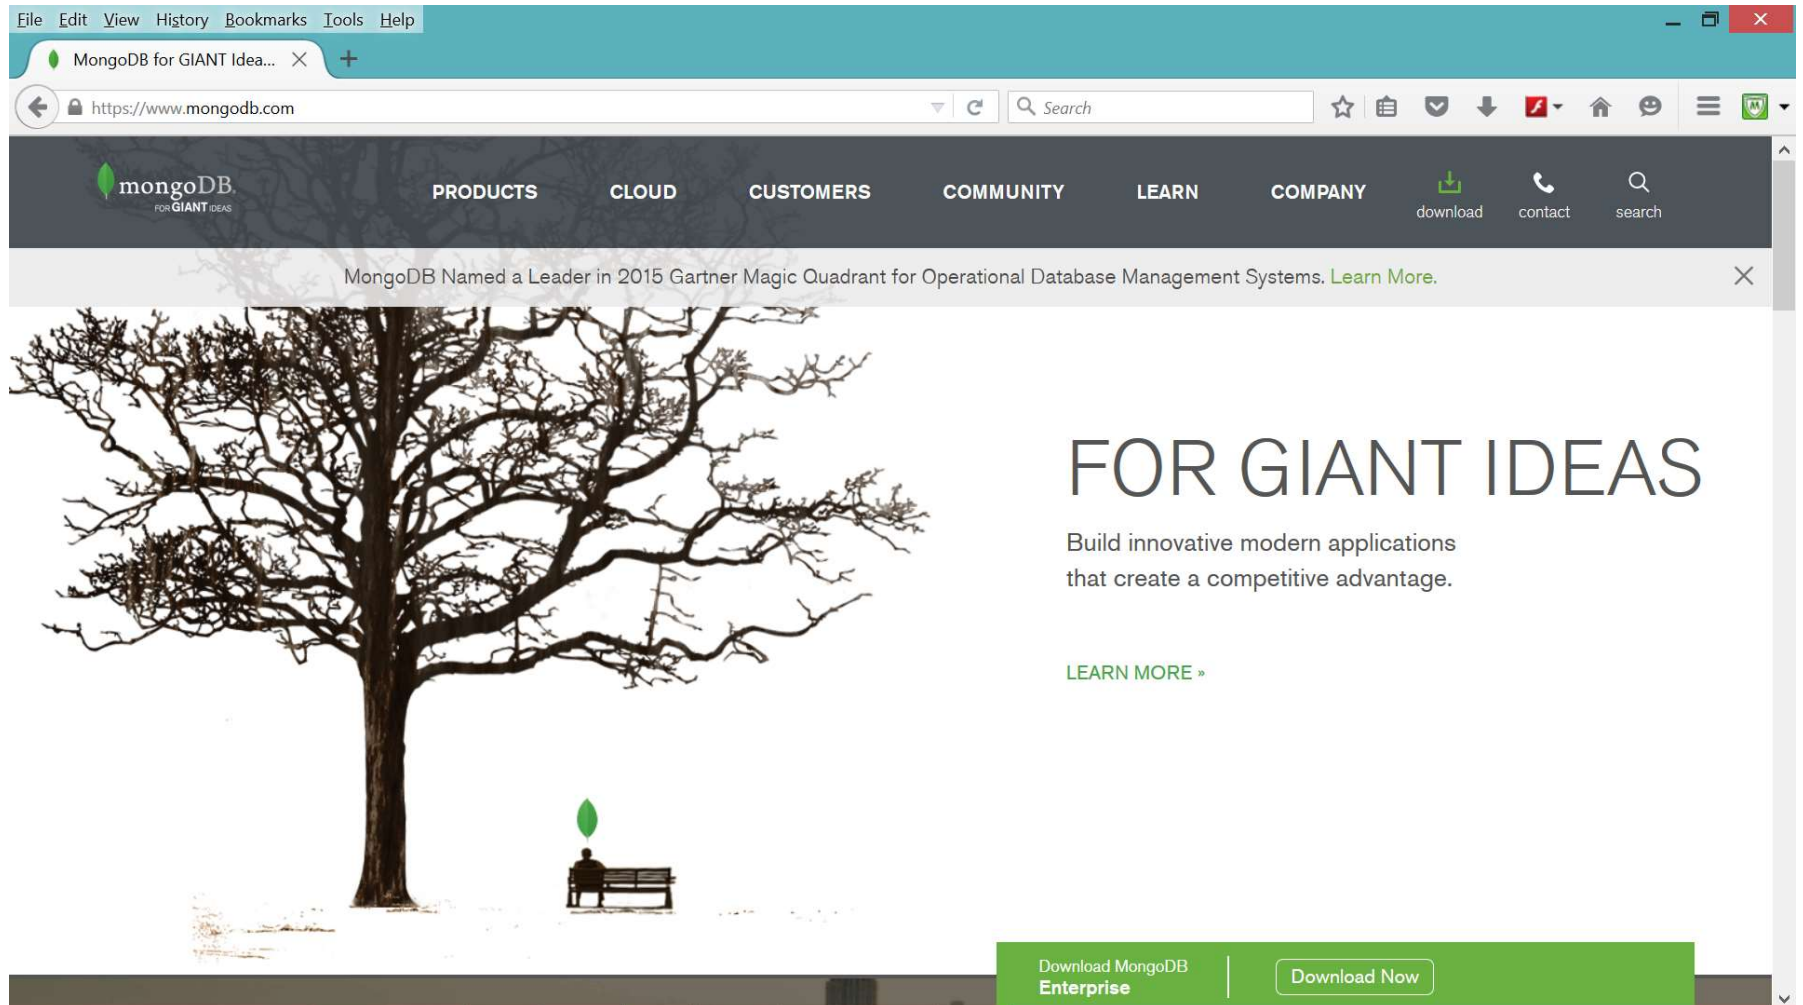 File Edit View History Bookmarks Tools Help
MongoDB for GIANT Idea...
https://www.mongodb.com
Search
mongoDB.
FOR GIANT IDEAS
PRODUCTS CLOUD CUSTOMERS COMMUNITY LEARN COMPANY
download contact search
MongoDB Named a Leader in 2015 Gartner Magic Quadrant for Operational Database Management Systems. Learn More.
FOR GIANT IDEAS
Build innovative modern applications
that create a competitive advantage.
LEARN MORE »
Download MongoDB
Enterprise
Download Now